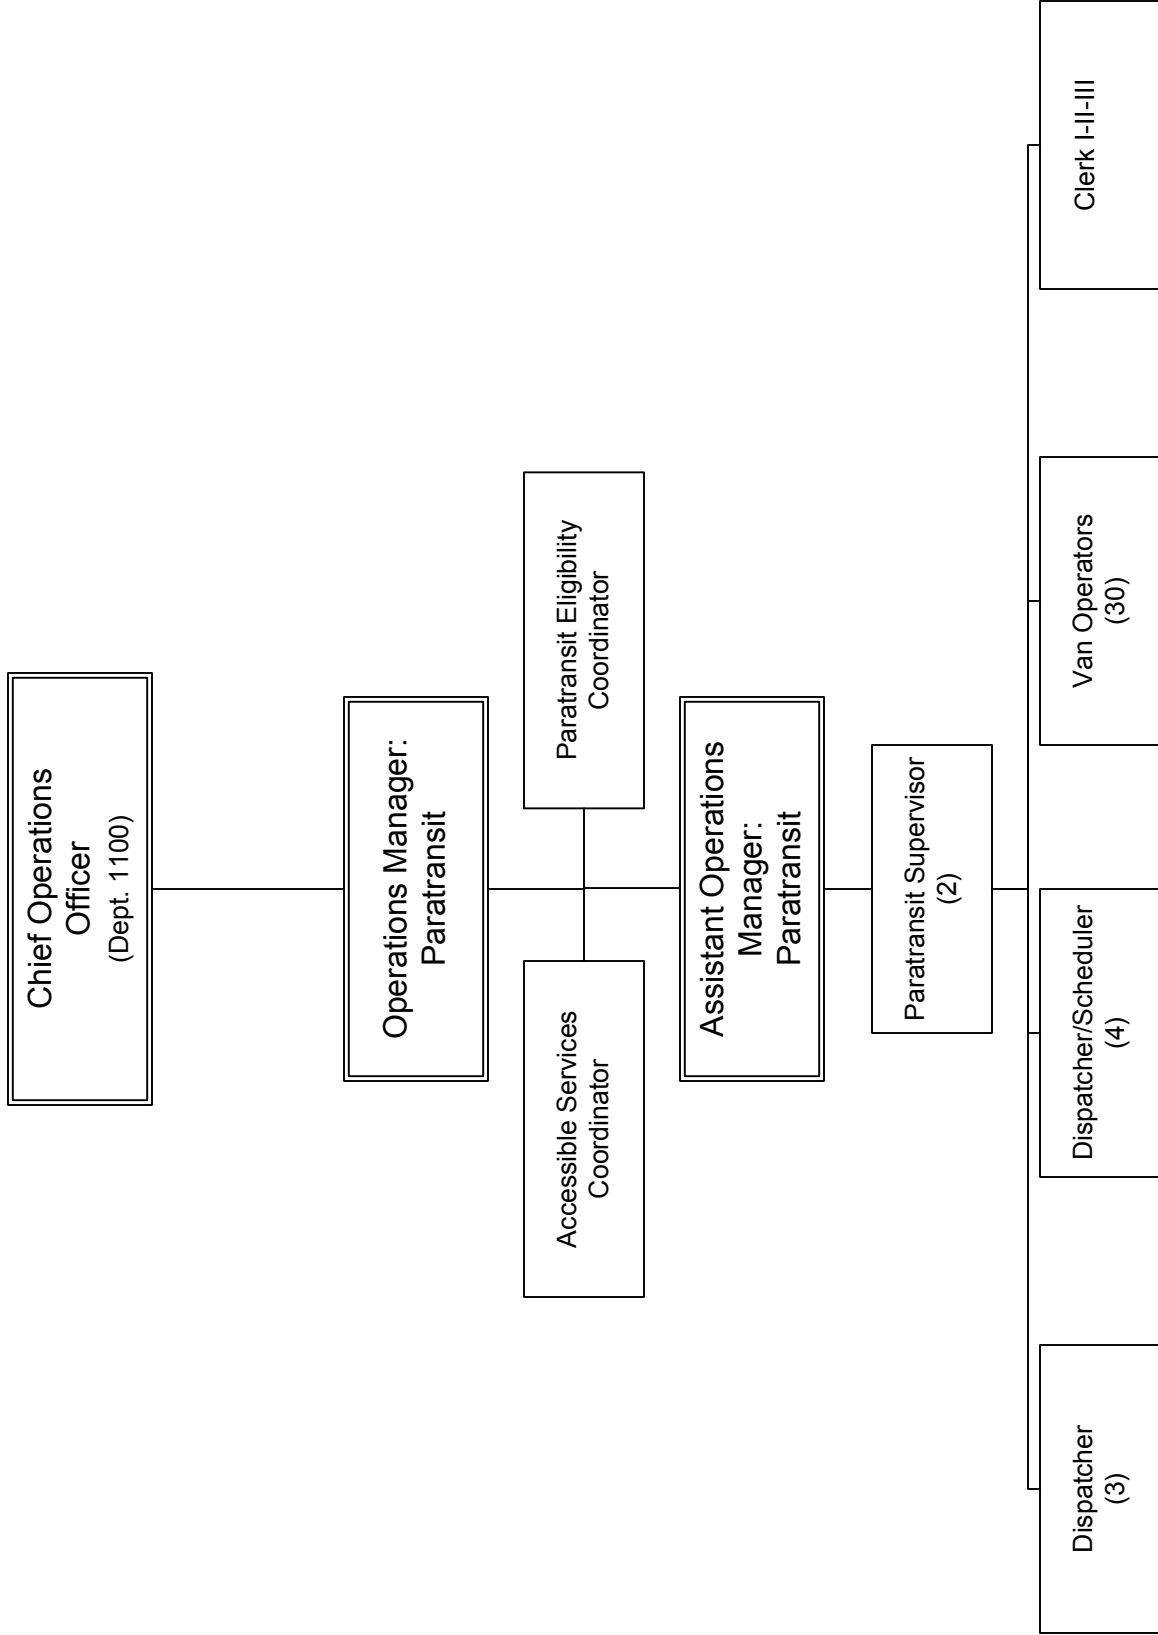 Chief Operations
Officer
(Dept. 1100)
Operations Manager:
Paratransit
Accessible Services
Coordinator
Paratransit Eligibility
Coordinator
Assistant Operations
Manager:
Paratransit
Paratransit Supervisor
(2)
Dispatcher
(3)
Dispatcher/Scheduler
(4)
Van Operators
(30)
Clerk I-II-III